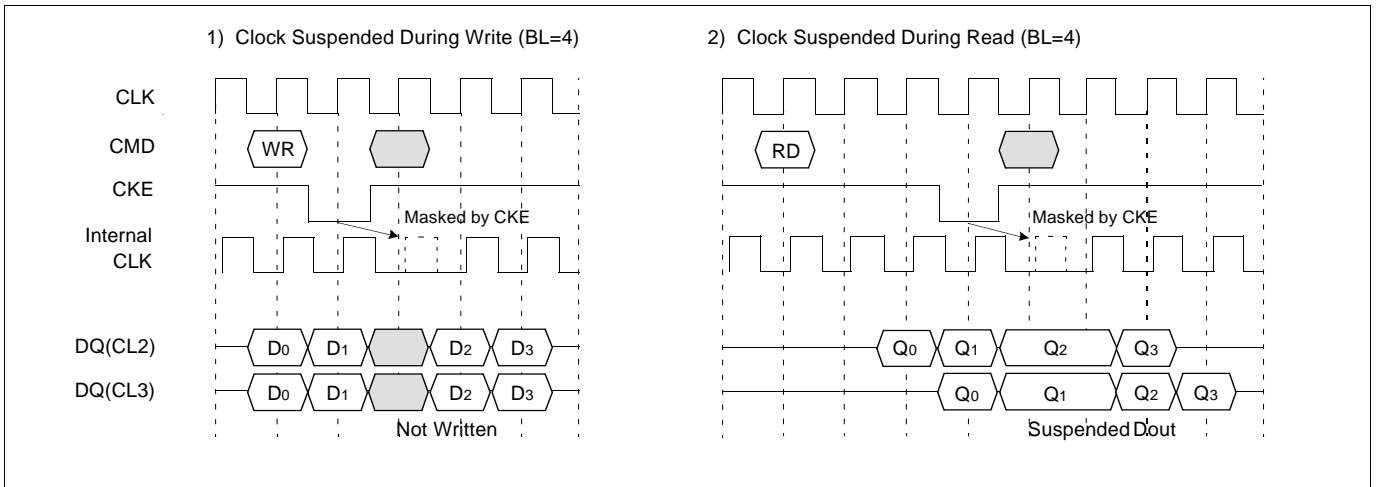 1) Clock Suspended During Write (BL=4)
2) Clock Suspended During Read (BL=4)
CLK
CMD
WR
RD
CKE
Masked by CKE
Masked by CKE
Internal
CLK
DQ(CL2)
D0 D1 D2 D3
Q0 Q1 Q2 Q3
DQ(CL3)
D0 D1 D2 D3
Q0 Q1 Q2 Q3
Not Written
Suspended Dout